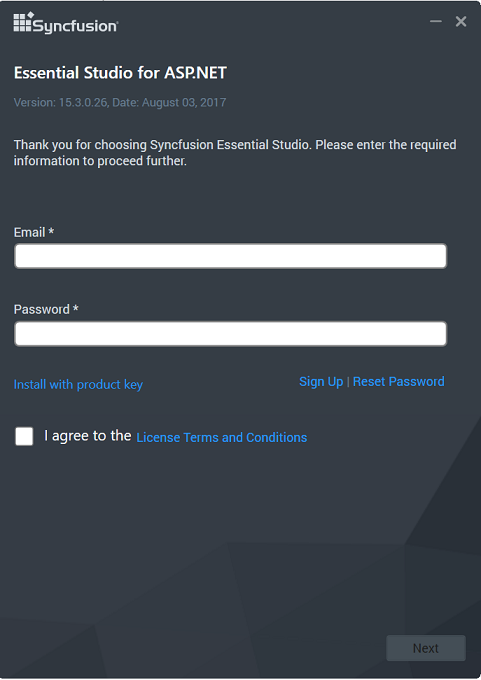 Syncfusion
Essential Studio for ASP.NET
Version: 15.3.0.26, Date: August 03, 2017
Thank you for choosing Syncfusion Essential Studio. Please enter the required
information to proceed further.
Email *
Password *
Install with product key
Sign Up | Reset Password
I agree to the License Terms and Conditions
Next